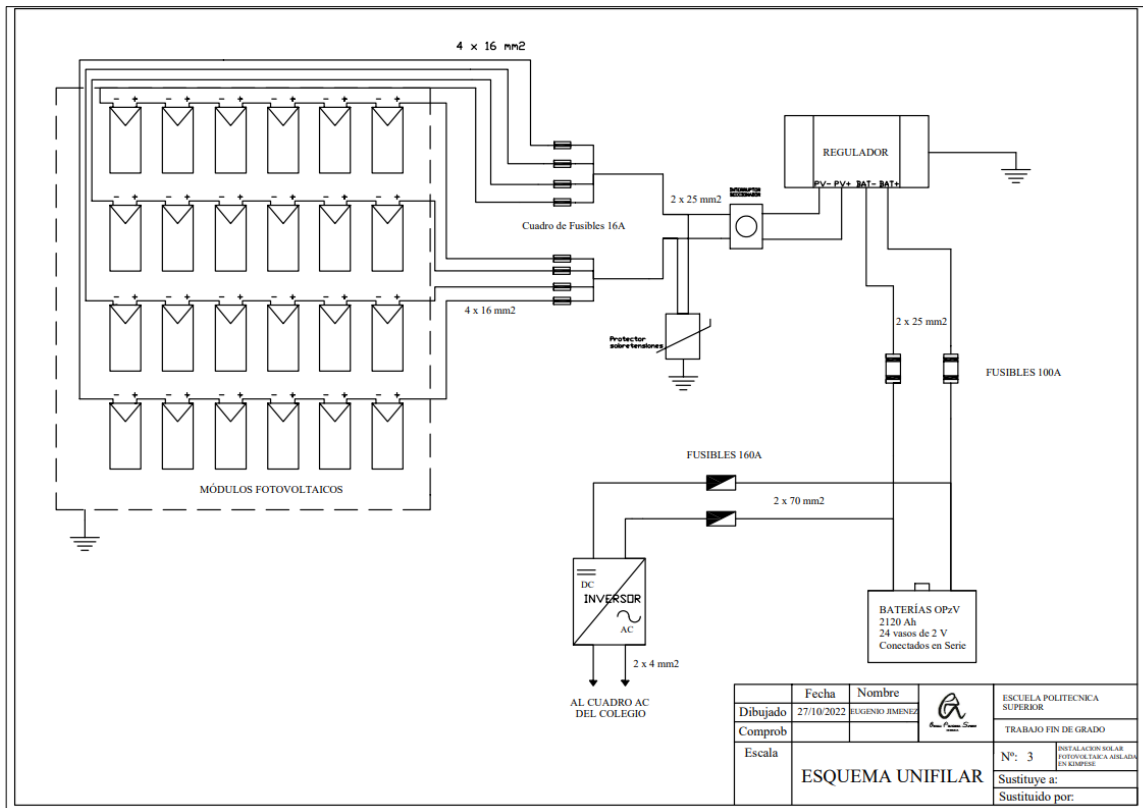 4 x 16 mm2
- + - + - + - + - + - +
- + - + - + - + - + - +
- + - + - + - + - + - +
- + - + - + - + - + - +
MÓDULOS FOTOVOLTAICOS
Cuadro de Fusibles 16A
4 x 16 mm2
2 x 25 mm2
INTERRUPTOR
SECCIONADOR
Protector
sobretensiones
REGULADOR
PV- PV+ BAT- BAT+
2 x 25 mm2
FUSIBLES 100A
FUSIBLES 160A
2 x 70 mm2
DC
INVERSOR
AC
2 x 4 mm2
AL CUADRO AC
DEL COLEGIO
BATERÍAS OPzV
2120 Ah
24 vasos de 2 V
Conectados en Serie
Fecha Nombre
Dibujado 27/10/2022 EUGENIO JIMENEZ
Comprob
Escala
ESQUEMA UNIFILAR
ESCUELA POLITECNICA
SUPERIOR
TRABAJO FIN DE GRADO
Nº: 3
INSTALACION SOLAR
FOTOVOLTAICA AISLADA
EN KIMPESE
Sustituye a:
Sustituido por: